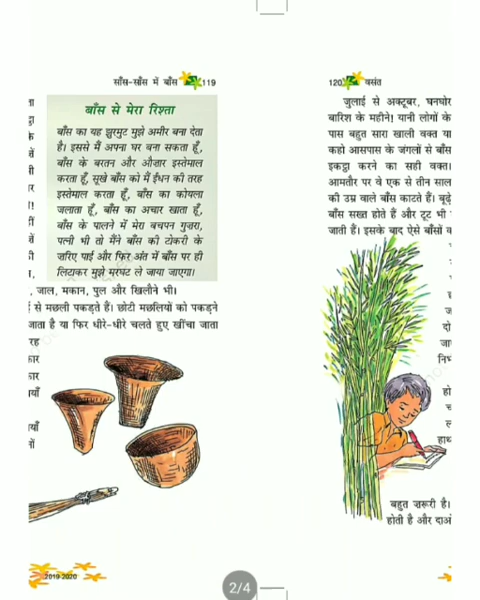 साँस-साँस में बाँस 119
बाँस से मेरा रिश्ता
बाँस का यह झुरमुट मुझे अमीर बना देता
है। इससे मैं अपना घर बना सकता हूँ,
बाँस के बरतन और औज़ार इस्तेमाल
करता हूँ, सूखे बाँस को मैं ईंधन की तरह
इस्तेमाल करता हूँ, बाँस का कोयला
जलाता हूँ, बाँस का अचार खाता हूँ,
बाँस के पालने में मेरा बचपन गुज़रा,
पत्नी भी तो मैंने बाँस की टोकरी के
जरिए पाई और फिर अंत में बाँस पर ही
लिटाकर मुझे मरघट ले जाया जाएगा।
, जाल, मकान, पुल और खिलौने भी।
से मछली पकड़ते हैं। छोटी मछलियों को पकड़ने
जाता है या फिर धीरे-धीरे चलते हुए खींचा जाता
रह
2019-2020
120 वसंत
जुलाई से अक्टूबर, घनघोर
बारिश के महीने। यानी लोगों के
पास बहुत सारा खाली वक्त या
कहो आसपास के जंगलों से बाँस
इकट्ठा करने का सही वक्त।
आमतौर पर वे एक से तीन साल
की उम्र वाले बाँस काटते हैं। बूढ़े
बाँस सख्त होते हैं और टूट भी
जाती हैं। इसके बाद ऐसे बाँसों
दो
हो
बहुत ज़रूरी है।
होती है और दाओ
2/4